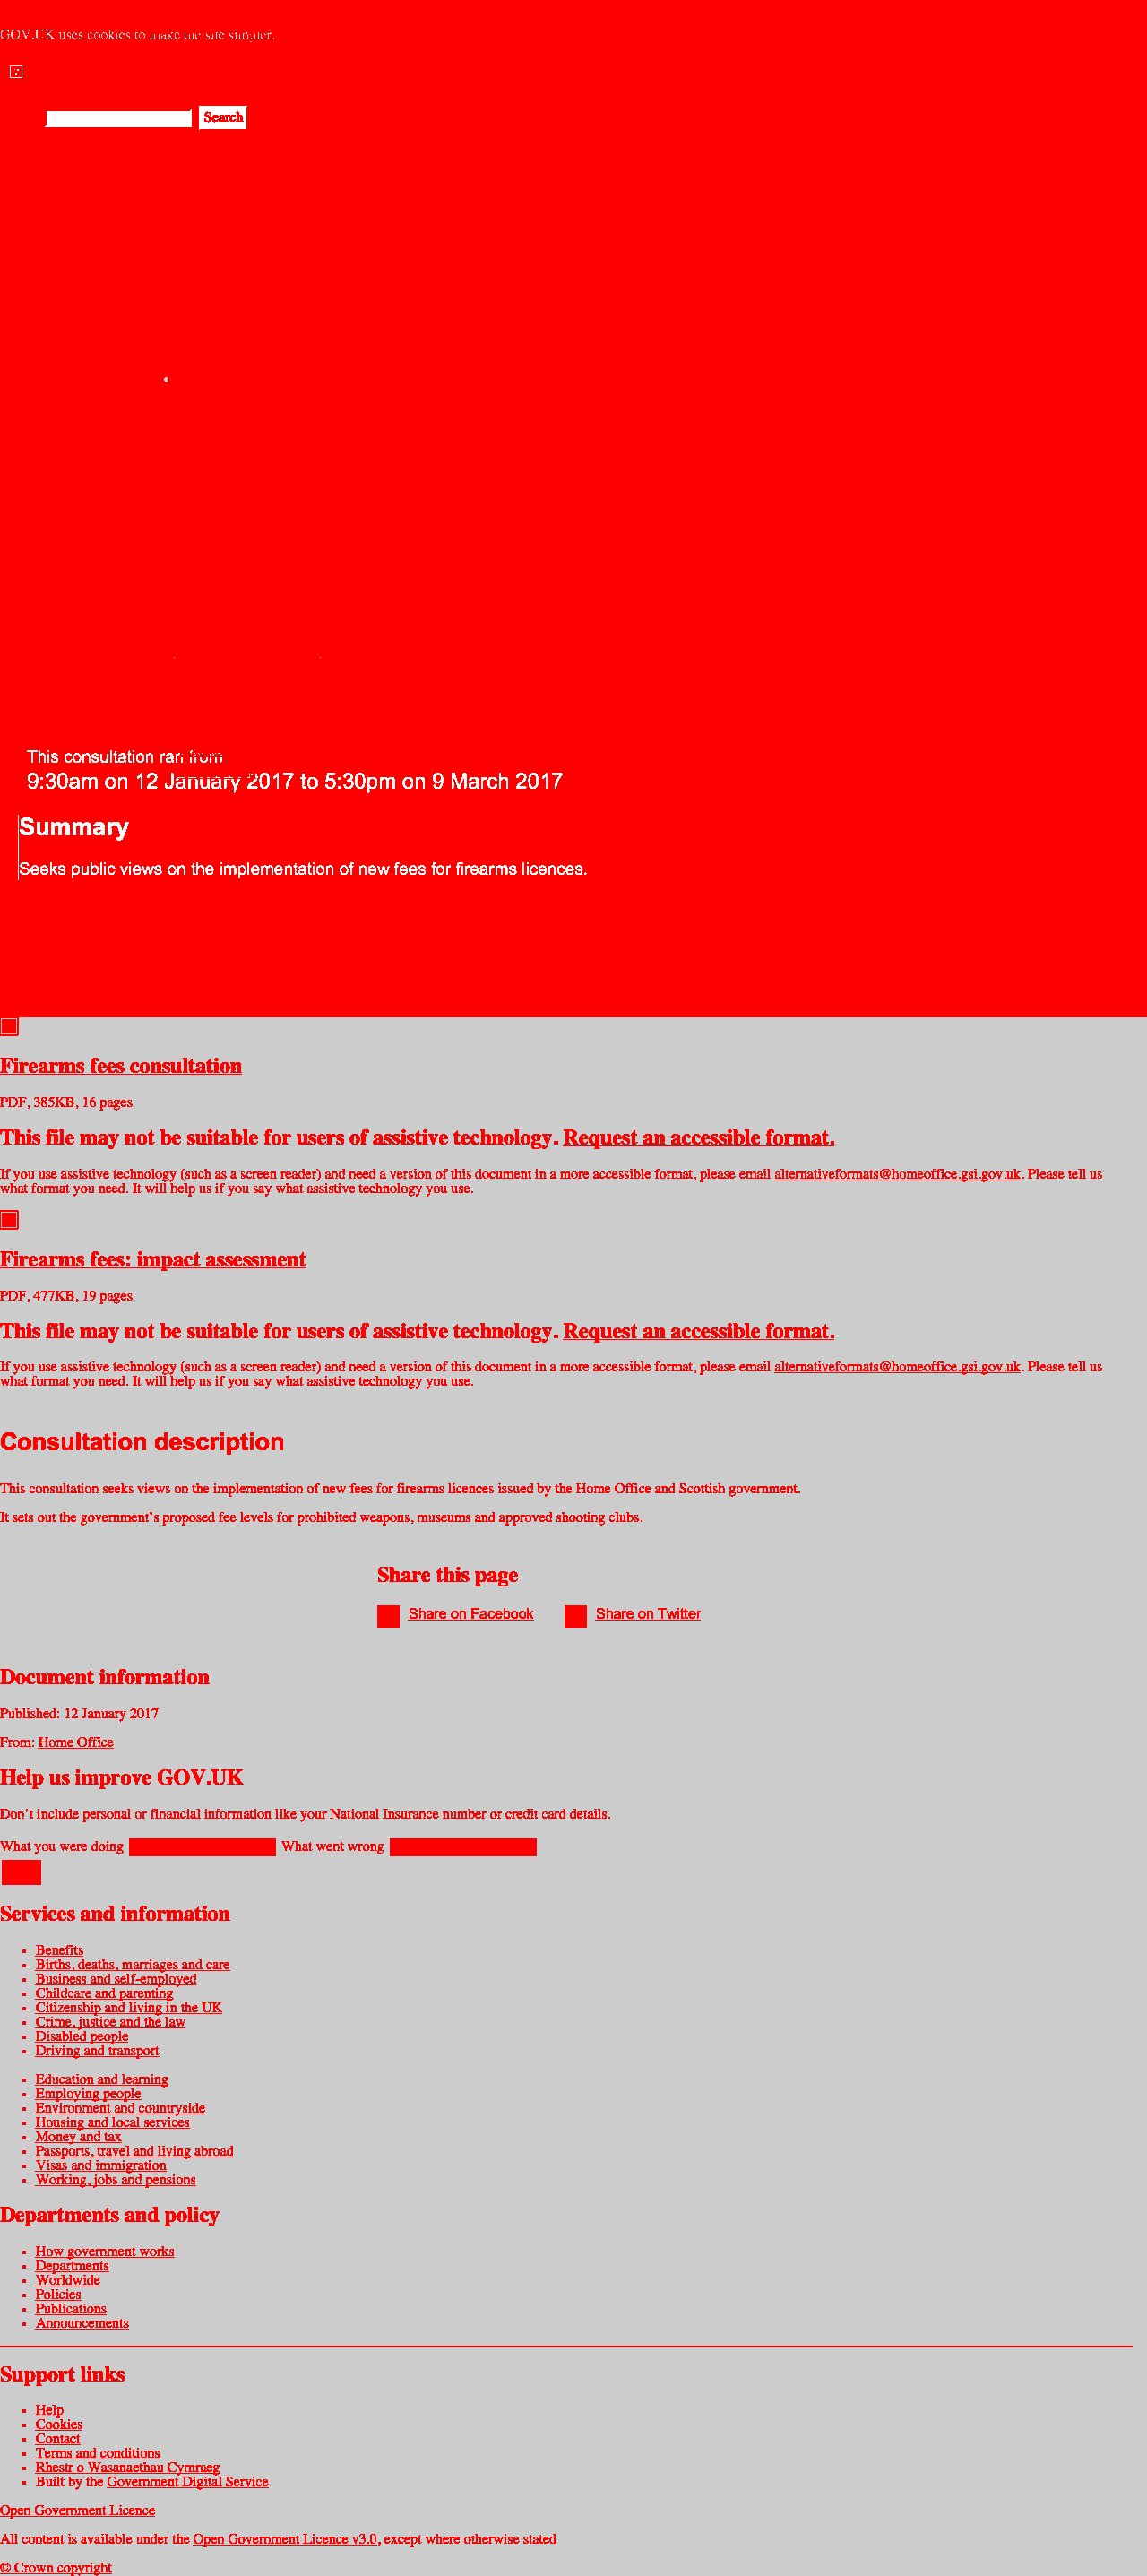 GOV.UK uses cookies to make the site simpler.
Search
This consultation ran from
9:30am on 12 January 2017 to 5:30pm on 9 March 2017
Summary
Seeks public views on the implementation of new fees for firearms licences.
Firearms fees consultation
PDF, 385KB, 16 pages
This file may not be suitable for users of assistive technology. Request an accessible format.
If you use assistive technology (such as a screen reader) and need a version of this document in a more accessible format, please email alternativeformats@homeoffice.gsi.gov.uk. Please tell us
what format you need. It will help us if you say what assistive technology you use.
Firearms fees: impact assessment
PDF, 477KB, 19 pages
This file may not be suitable for users of assistive technology. Request an accessible format.
If you use assistive technology (such as a screen reader) and need a version of this document in a more accessible format, please email alternativeformats@homeoffice.gsi.gov.uk. Please tell us
what format you need. It will help us if you say what assistive technology you use.
Consultation description
This consultation seeks views on the implementation of new fees for firearms licences issued by the Home Office and Scottish government.
It sets out the government's proposed fee levels for prohibited weapons, museums and approved shooting clubs.
Share this page
Share on Facebook Share on Twitter
Document information
Published: 12 January 2017
From: Home Office
Help us improve GOV.UK
Don't include personal or financial information like your National Insurance number or credit card details.
What you were doing What went wrong
Services and information
Benefits
Births, deaths, marriages and care
Business and self-employed
Childcare and parenting
Citizenship and living in the UK
Crime, justice and the law
Disabled people
Driving and transport
Education and learning
Employing people
Environment and countryside
Housing and local services
Money and tax
Passports, travel and living abroad
Visas and immigration
Working, jobs and pensions
Departments and policy
How government works
Departments
Worldwide
Policies
Publications
Announcements
Support links
Help
Cookies
Contact
Terms and conditions
Rhestr o Wasanaethau Cymraeg
Built by the Government Digital Service
Open Government Licence
All content is available under the Open Government Licence v3.0, except where otherwise stated
© Crown copyright